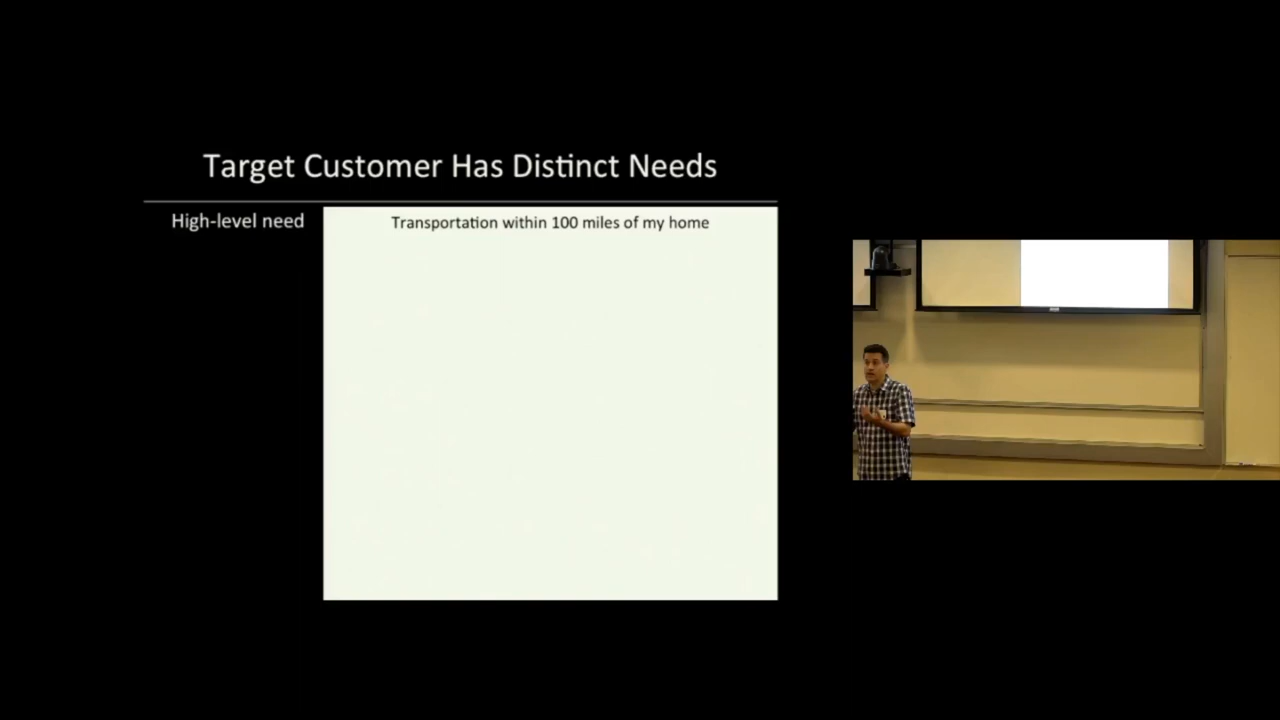 Target Customer Has Distinct Needs
High-level need
Transportation within 100 miles of my home